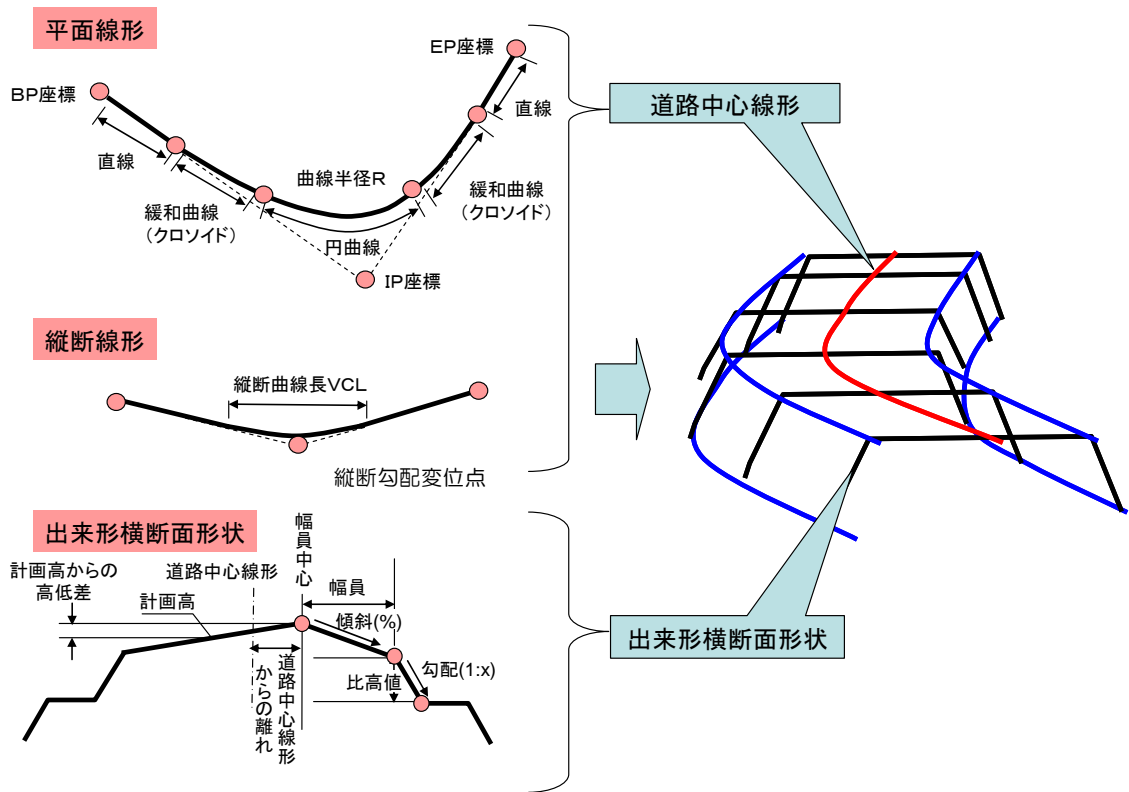 平面線形
EP座標
BP座標
直線
直線
曲線半径R
緩和曲線
(クロソイド)
緩和曲線
(クロソイド)
円曲線
IP座標
道路中心線形
縦断線形
縦断曲線長VCL
縦断勾配変位点
出来形横断面形状
幅員中心
計画高からの
高低差
道路中心線形
計画高
幅員
傾斜(%)
勾配(1:x)
比高値
道路中心線形
からの離れ
出来形横断面形状